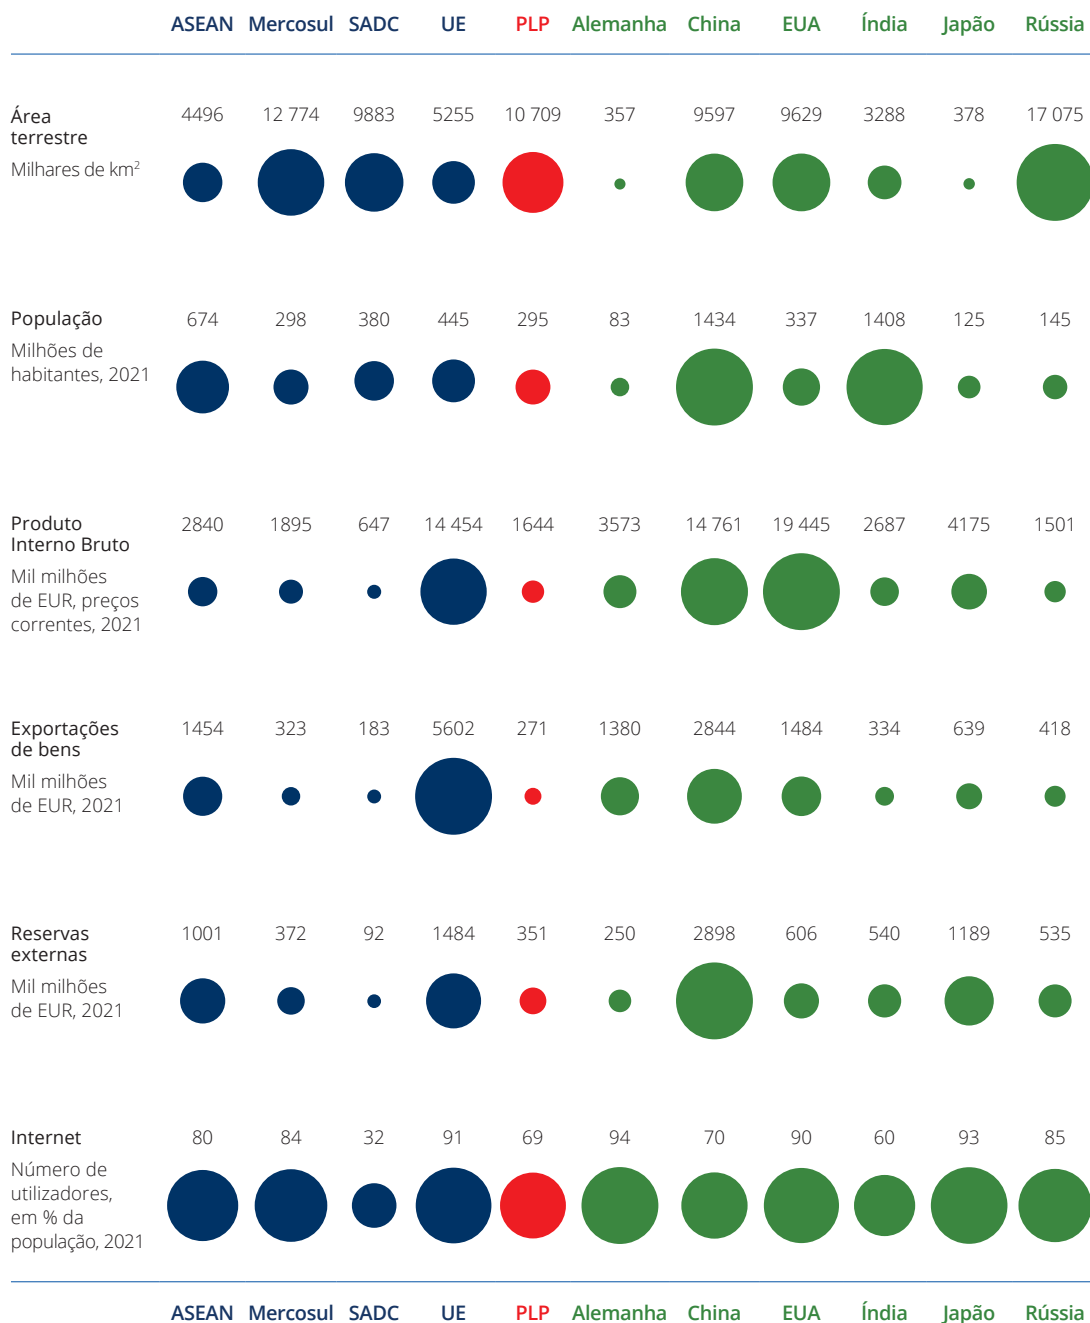 ASEAN Mercosul SADC UE PLP Alemanha China EUA Índia Japão Rússia
Área
terrestre
Milhares de km²
4496 12 774 9883 5255 10 709 357 9597 9629 3288 378 17 075
População
Milhões de
habitantes, 2021
674 298 380 445 295 83 1434 337 1408 125 145
Produto
Interno Bruto
Mil milhões
de EUR, preços
correntes, 2021
2840 1895 647 14 454 1644 3573 14 761 19 445 2687 4175 1501
Exportações
de bens
Mil milhões
de EUR, 2021
1454 323 183 5602 271 1380 2844 1484 334 639 418
Reservas
externas
Mil milhões
de EUR, 2021
1001 372 92 1484 351 250 2898 606 540 1189 535
Internet
Número de
utilizadores,
em % da
população, 2021
80 84 32 91 69 94 70 90 60 93 85
ASEAN Mercosul SADC UE PLP Alemanha China EUA Índia Japão Rússia